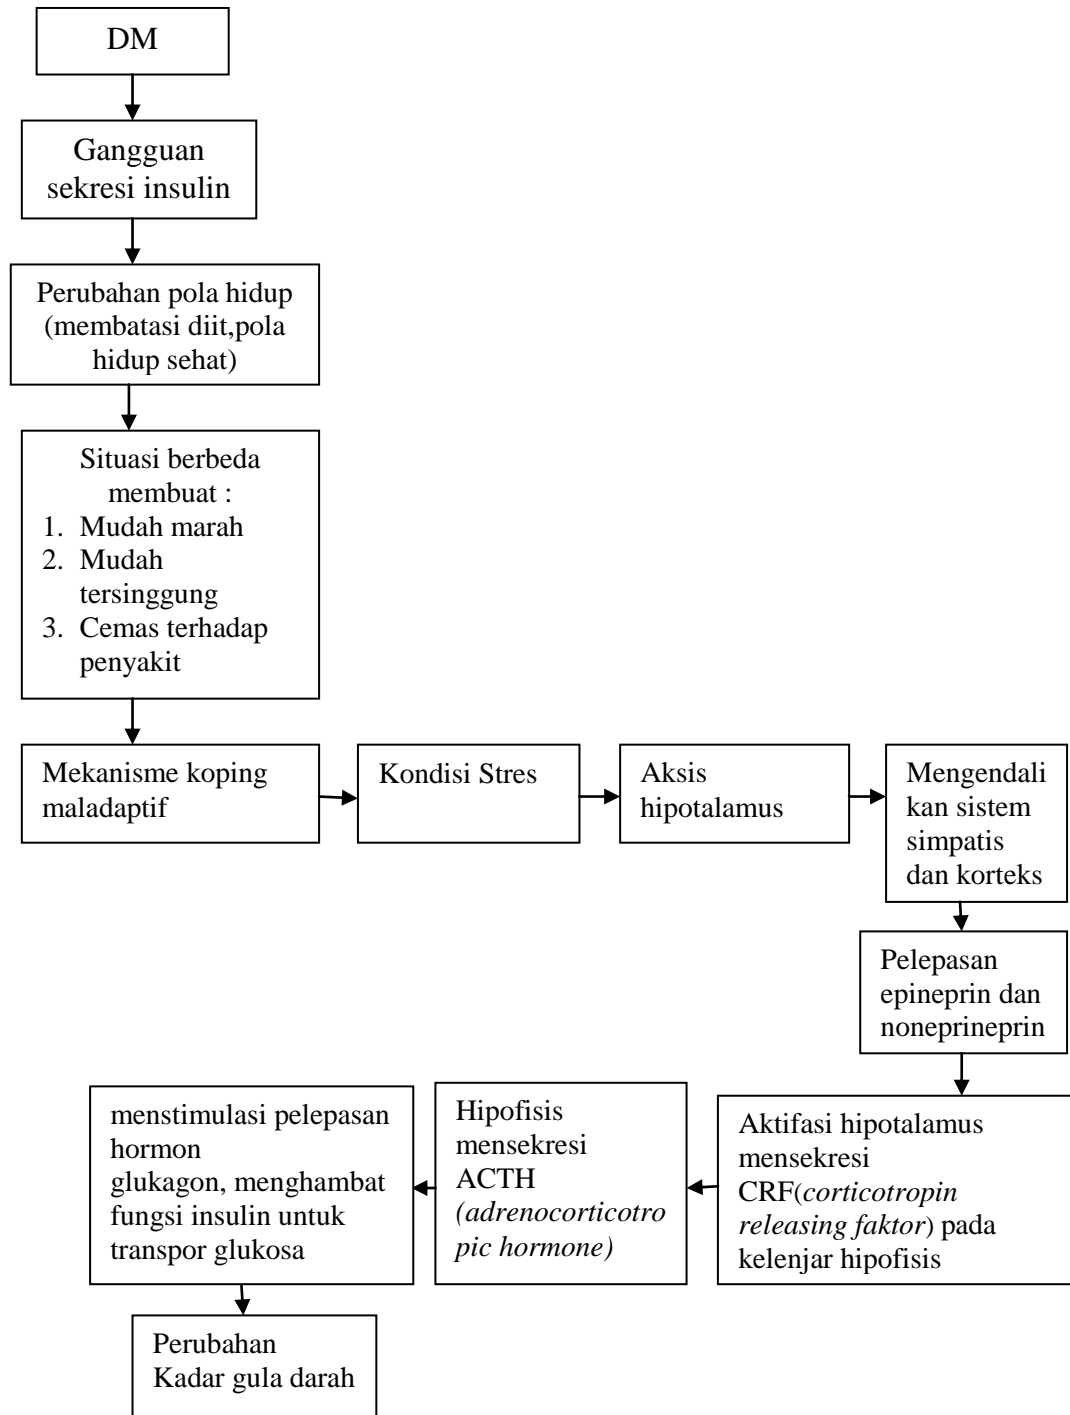 DM
Gangguan
sekresi insulin
Perubahan pola hidup
(membatasi diit,pola
hidup sehat)
Situasi berbeda
membuat :
1. Mudah marah
2. Mudah
tersinggung
3. Cemas terhadap
penyakit
Mekanisme koping
maladaptif
Kondisi Stres
Aksis
hipotalamus
Mengendali
kan sistem
simpatis
dan korteks
Pelepasan
epineprin dan
noneprineprin
Aktifasi hipotalamus
mensekresi
CRF(corticotropin
releasing faktor) pada
kelenjar hipofisis
Hipofisis
mensekresi
ACTH
(adrenocorticotro
pic hormone)
menstimulasi pelepasan
hormon
glukagon, menghambat
fungsi insulin untuk
transpor glukosa
Perubahan
Kadar gula darah